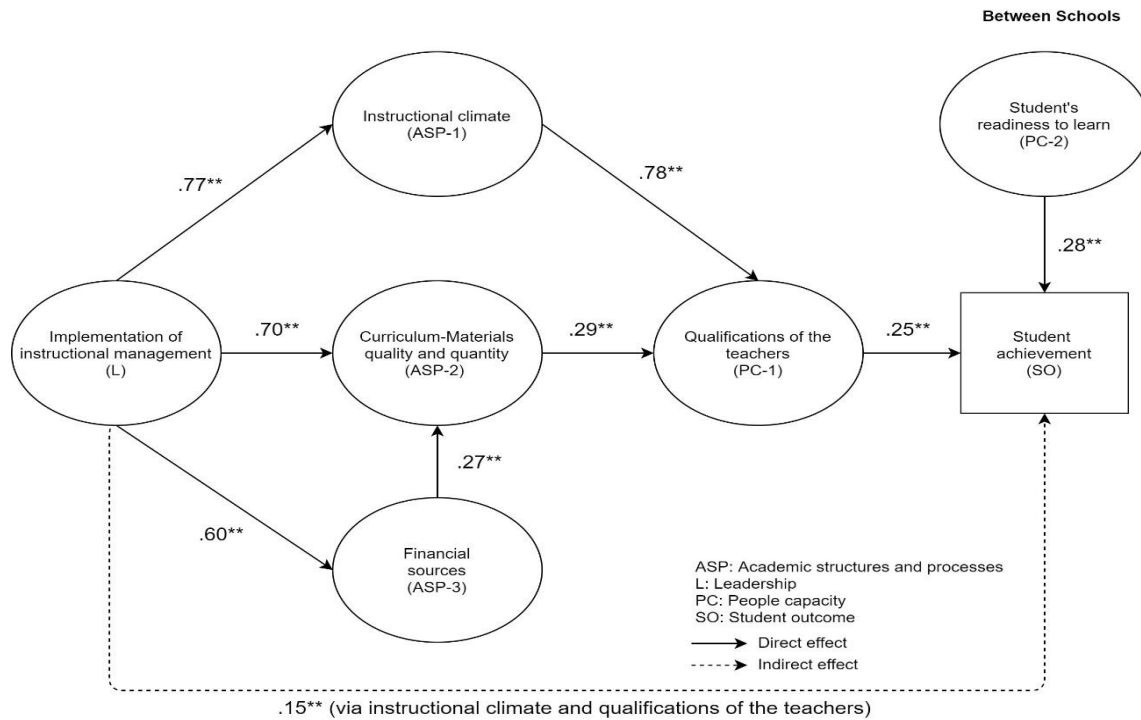 Between Schools
Instructional climate
(ASP-1)
Student's
readiness to learn
(PC-2)
.77**
.78**
.28**
Implementation of
instructional management
(L)
.70**
Curriculum-Materials
quality and quantity
(ASP-2)
.29**
Qualifications of the
teachers
(PC-1)
.25**
Student
achievement
(SO)
.27**
.60**
Financial
sources
(ASP-3)
ASP: Academic structures and processes
L: Leadership
PC: People capacity
SO: Student outcome
Direct effect
Indirect effect
.15** (via instructional climate and qualifications of the teachers)